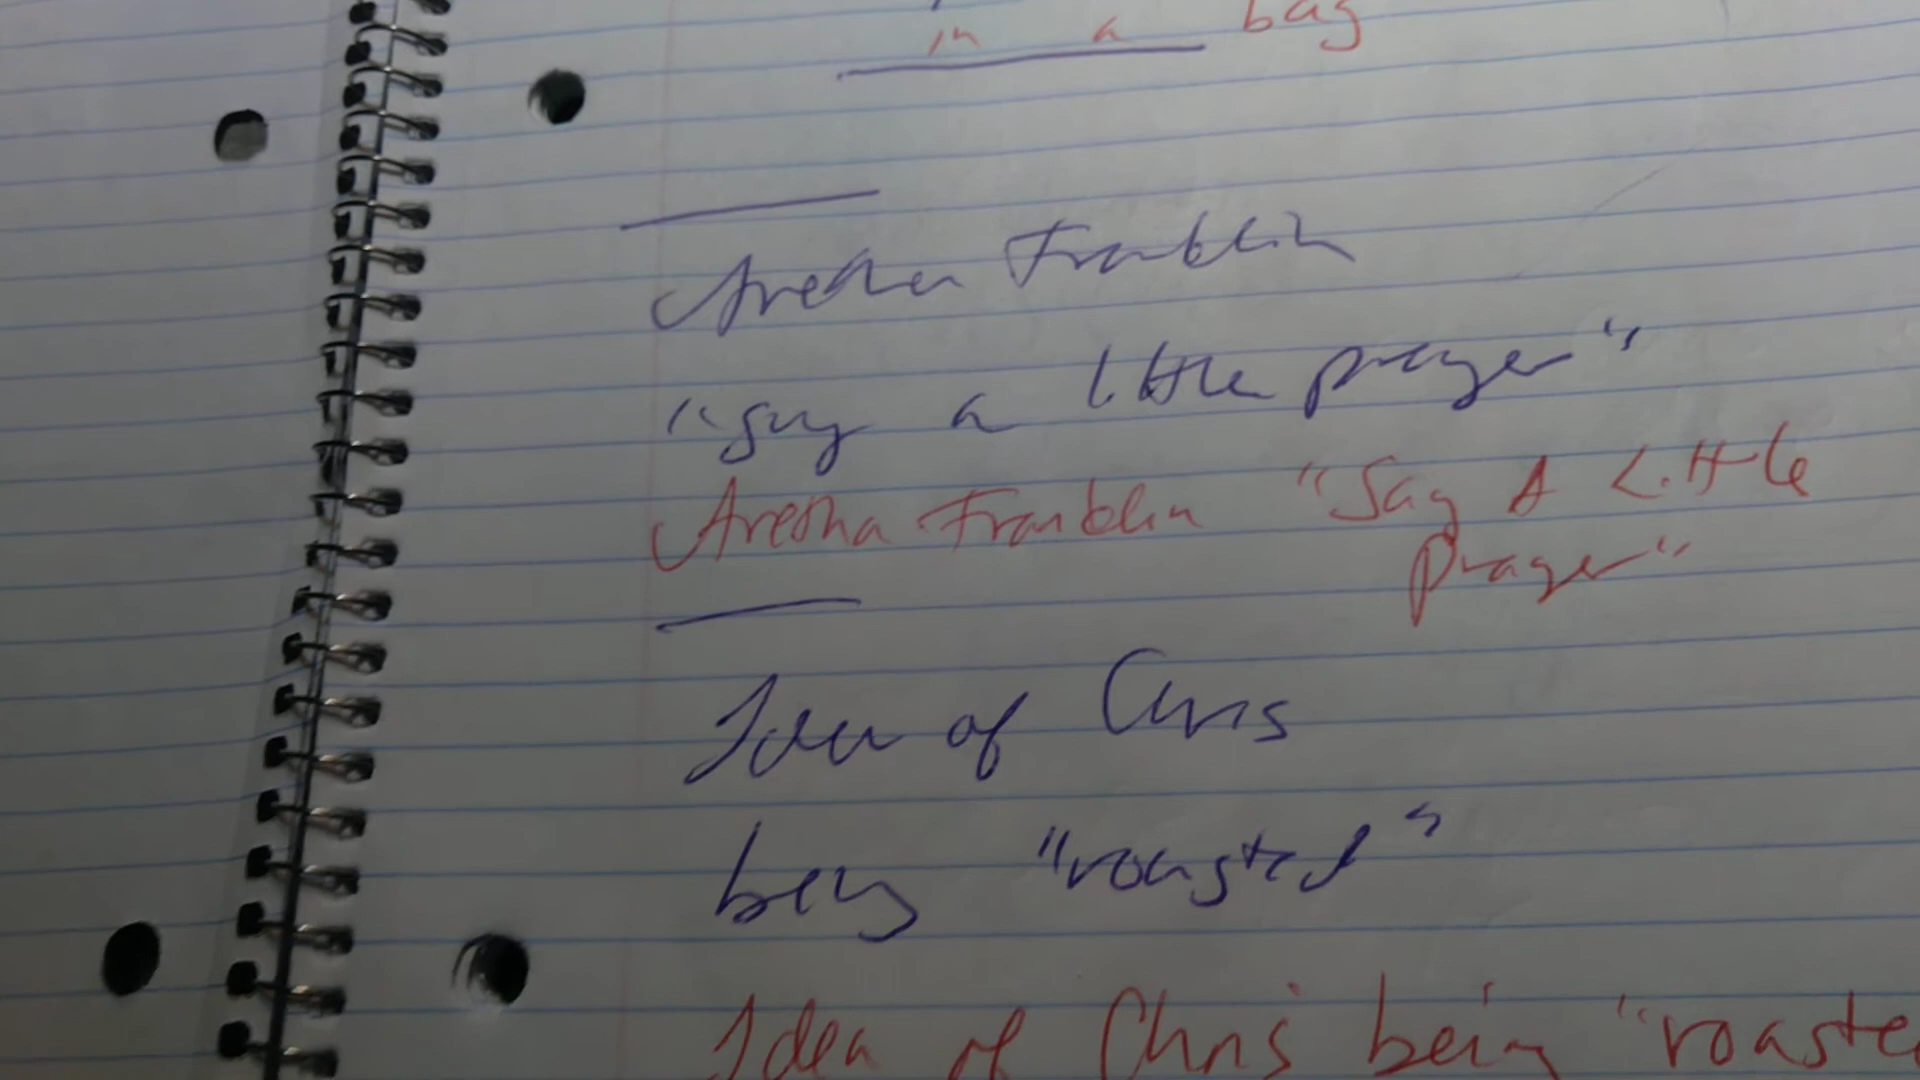 in a bag
Aretha Franklin
"say a little prayer"
Aretha Franklin "Say A Little
Prayer"
Idea of Chris
being "roasted"
Idea of Chris being "roaste